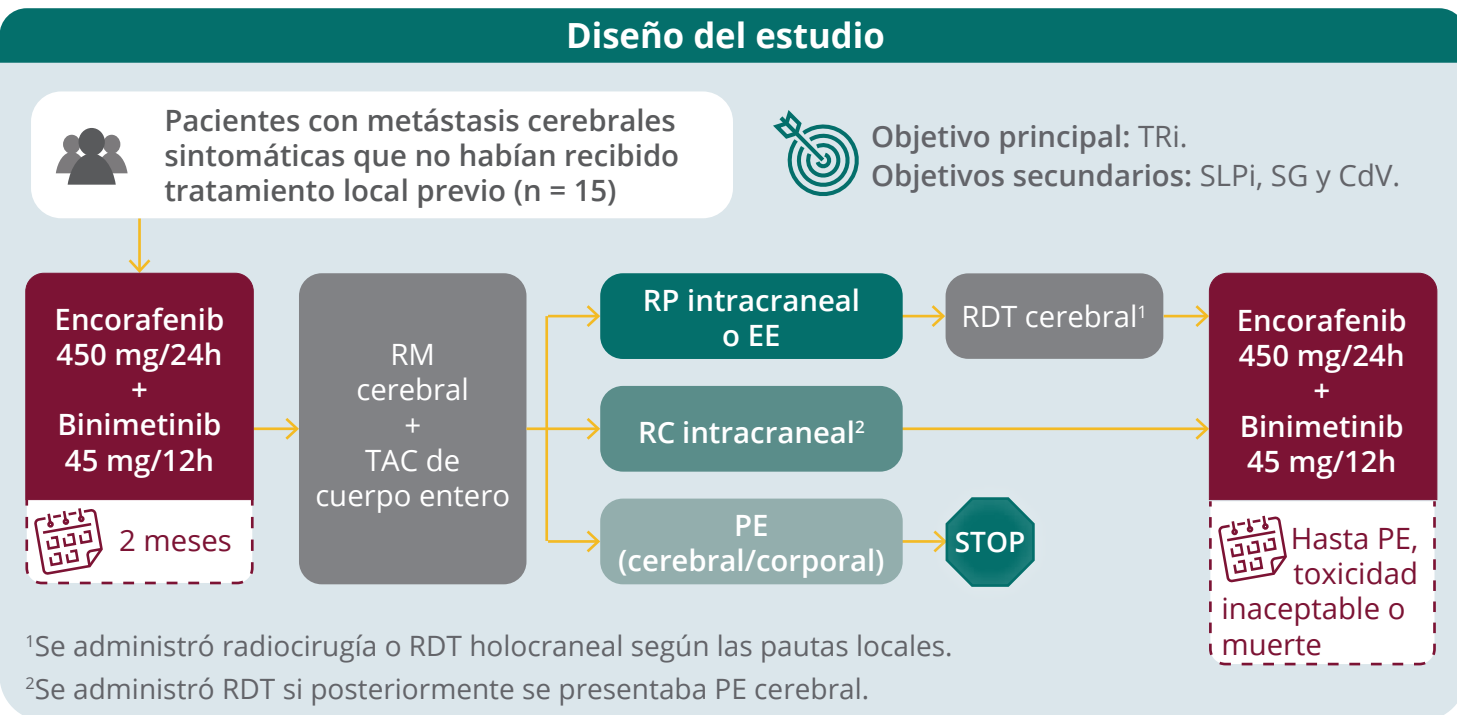 Diseño del estudio
Pacientes con metástasis cerebrales
sintomáticas que no habían recibido
tratamiento local previo (n = 15)
Objetivo principal: TRi.
Objetivos secundarios: SLPi, SG y CdV.
Encorafenib
450 mg/24h
+
Binimetinib
45 mg/12h
2 meses
RM
cerebral
+
TAC de
cuerpo entero
RP intracraneal
o EE
RDT cerebral¹
RC intracraneal²
PE
(cerebral/corporal)
STOP
Encorafenib
450 mg/24h
+
Binimetinib
45 mg/12h
Hasta PE,
toxicidad
inaceptable o
muerte
¹Se administró radiocirugía o RDT holocraneal según las pautas locales.
²Se administró RDT si posteriormente se presentaba PE cerebral.